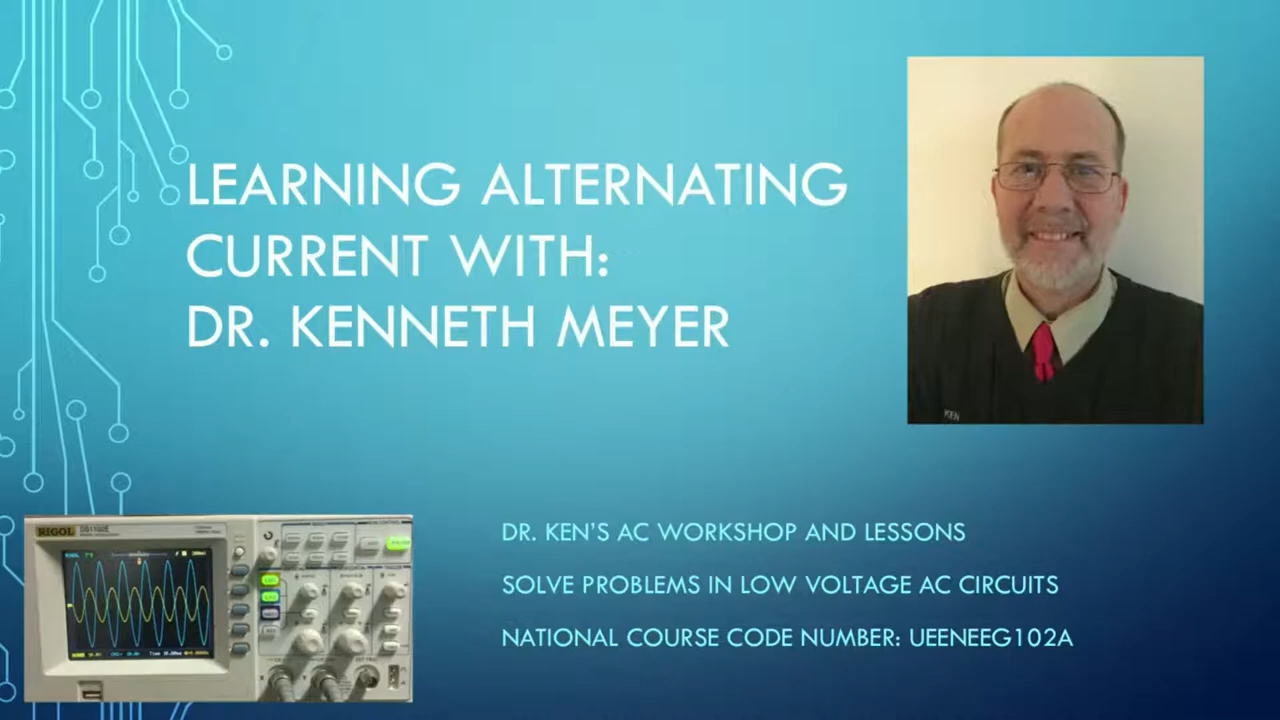 LEARNING ALTERNATING
CURRENT WITH:
DR. KENNETH MEYER
KEN
RIGOL
DR. KEN'S AC WORKSHOP AND LESSONS
SOLVE PROBLEMS IN LOW VOLTAGE AC CIRCUITS
NATIONAL COURSE CODE NUMBER: UEENEEG102A